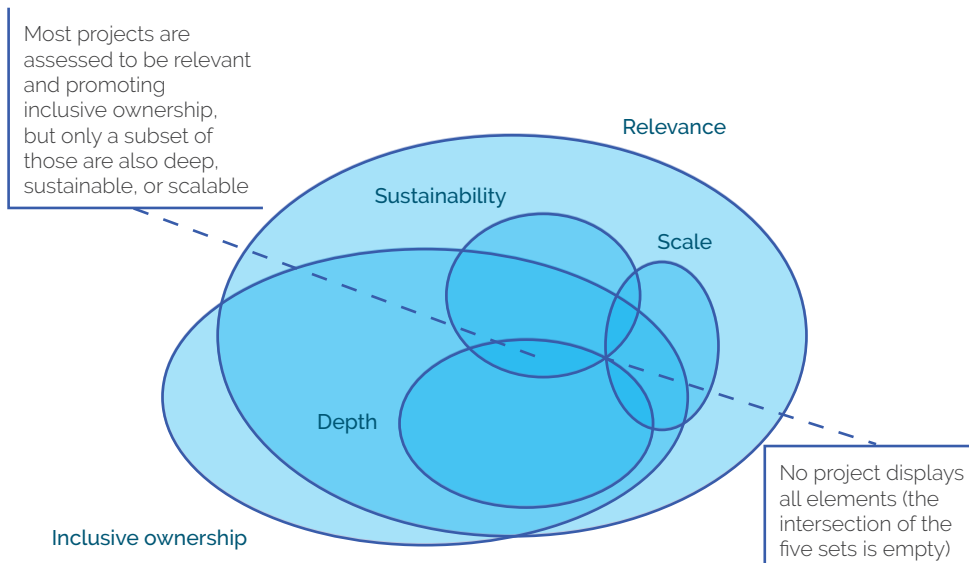 Most projects are
assessed to be relevant
and promoting
inclusive ownership,
but only a subset of
those are also deep,
sustainable, or scalable
Relevance
Sustainability
Scale
Depth
Inclusive ownership
No project displays
all elements (the
intersection of the
five sets is empty)